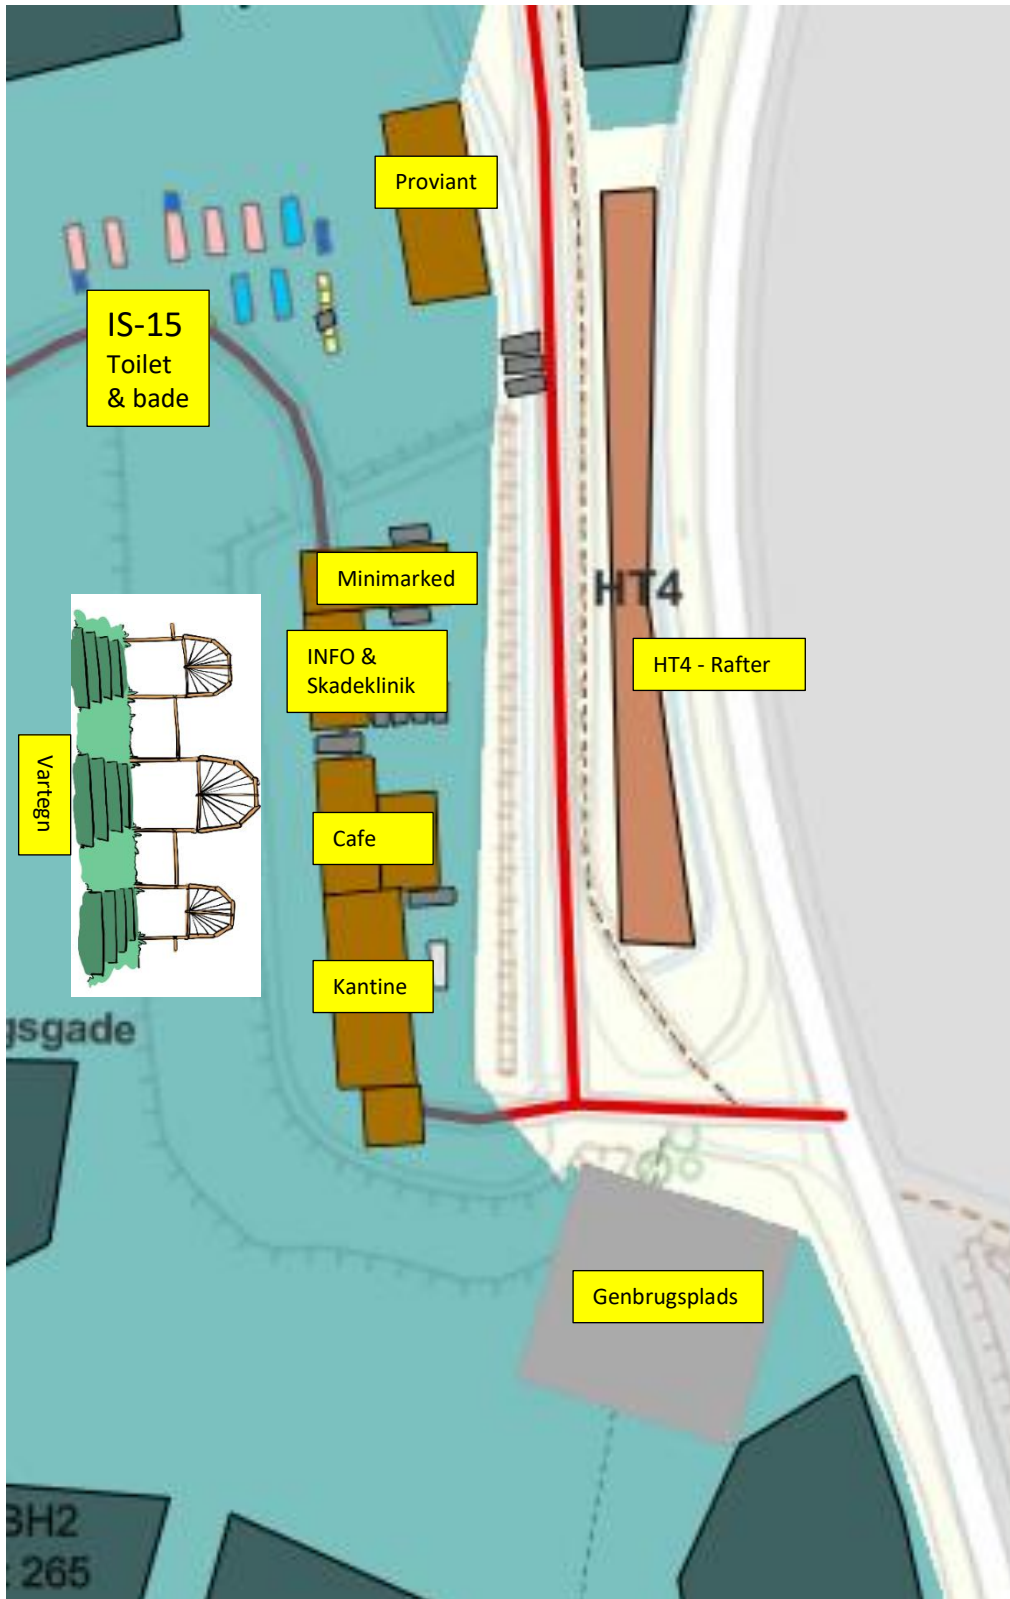 Proviant
IS-15
Toilet
& bade
Minimarked
HT4
INFO &
Skadeklinik
HT4 - Rafter
Vartegn
Cafe
Kantine
gsgade
Genbrugsplads
BH2
265